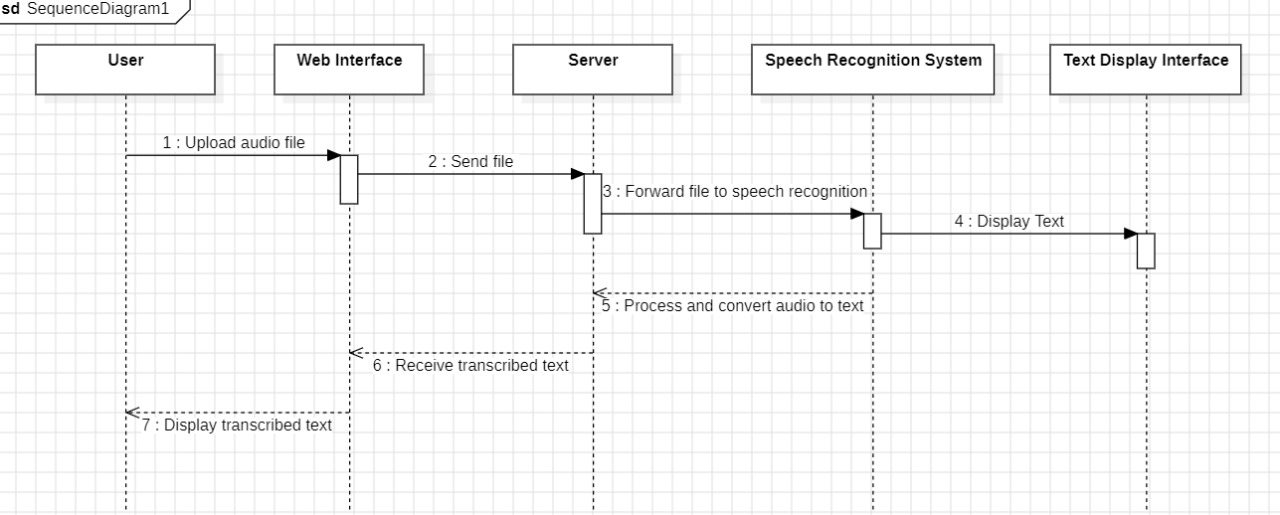 sd SequenceDiagram1
User
Web Interface
Server
Speech Recognition System
Text Display Interface
1 : Upload audio file
2 : Send file
3 : Forward file to speech recognition
4 : Display Text
5 : Process and convert audio to text
6 : Receive transcribed text
7 : Display transcribed text